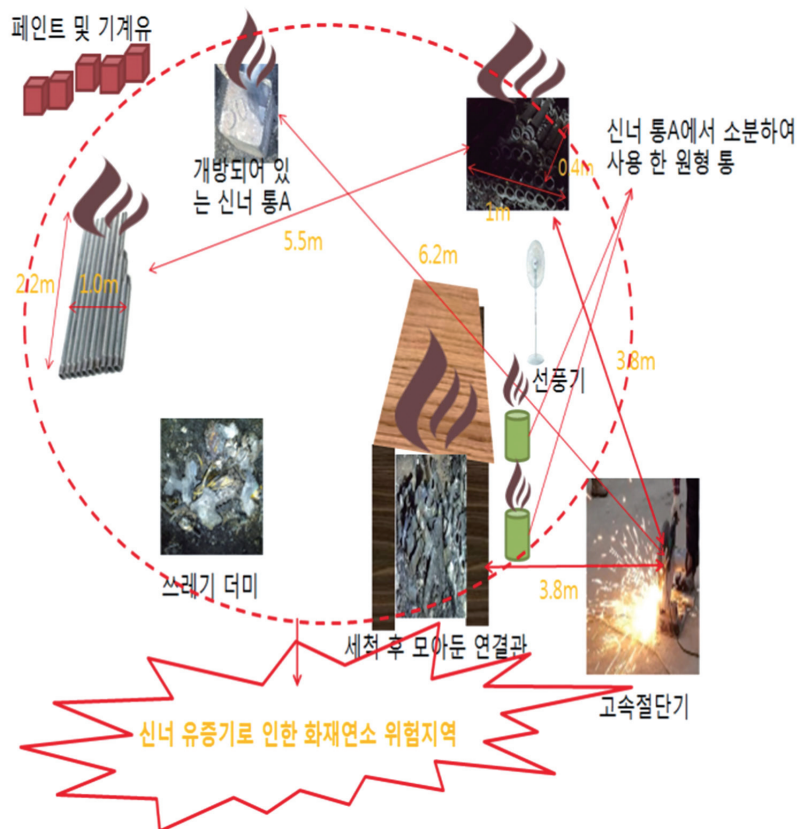 페인트 및 기계유
개방되어 있
는 신너 통A
신너 통A에서 소분하여
사용 한 원형 통
0.4m
1m
5.5m
6.2m
2.2m
1.0m
선풍기
3.8m
쓰레기 더미
3.8m
세척 후 모아둔 연결관
고속절단기
신너 유증기로 인한 화재연소 위험지역